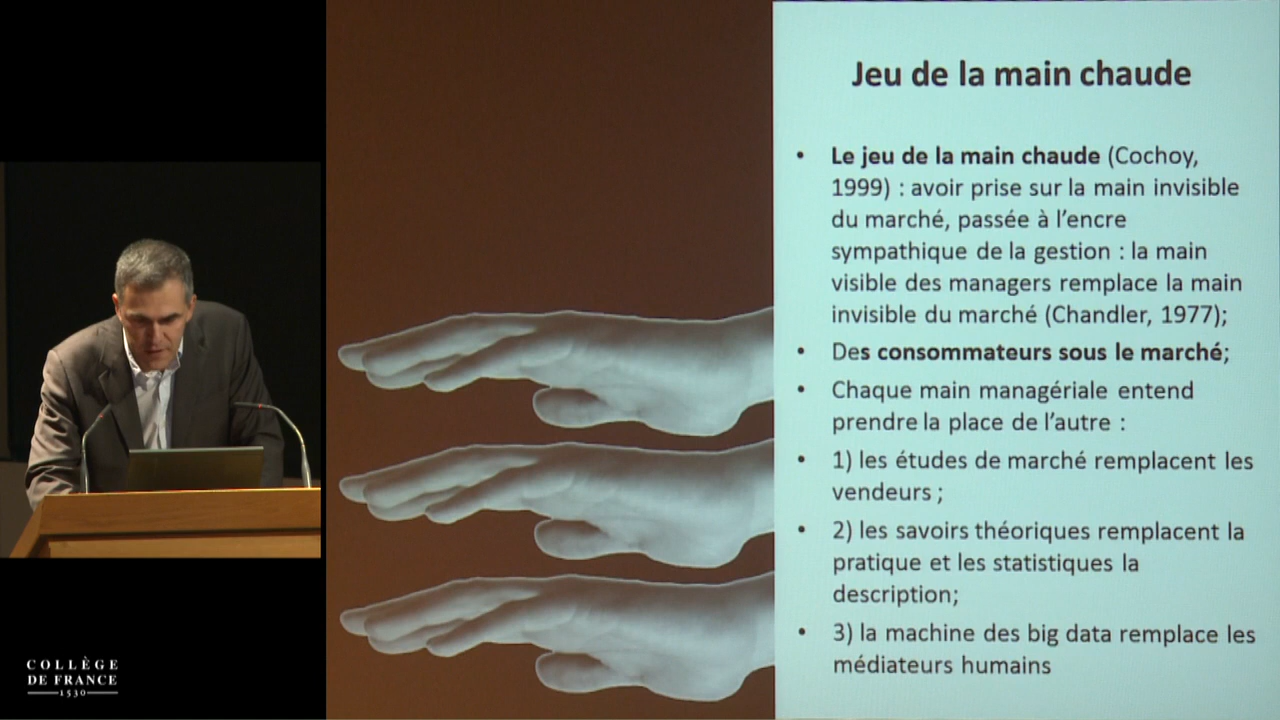 Jeu de la main chaude
• Le jeu de la main chaude (Cochoy,
1999) : avoir prise sur la main invisible
du marché, passée à l'encre
sympathique de la gestion : la main
visible des managers remplace la main
invisible du marché (Chandler, 1977);
• Des consommateurs sous le marché;
• Chaque main managériale entend
prendre la place de l'autre :
• 1) les études de marché remplacent les
vendeurs ;
• 2) les savoirs théoriques remplacent la
pratique et les statistiques la
description;
• 3) la machine des big data remplace les
médiateurs humains
COLLÈGE
DE FRANCE
1530